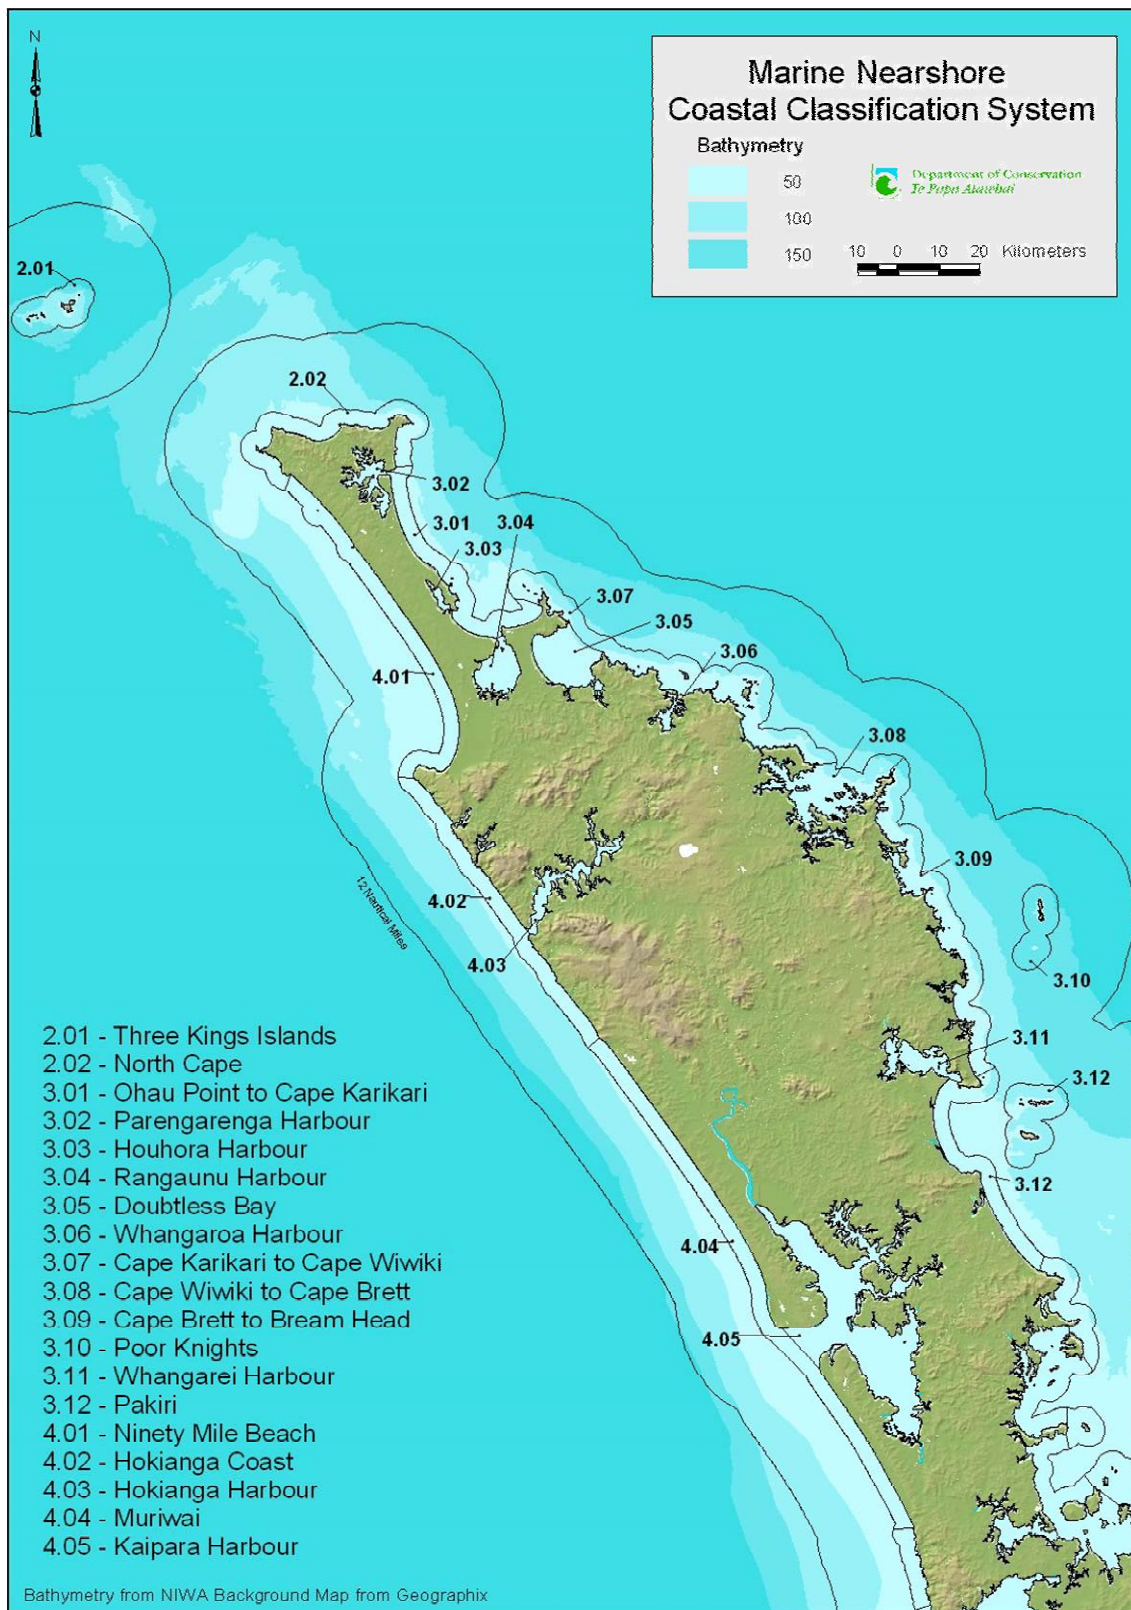 N
Marine Nearshore
Coastal Classification System
Bathymetry
50
100
150
Department of Conservation
Te Papa Atawhai
10 0 10 20 Kilometers
2.01
2.02
3.02
3.01
3.04
3.03
3.07
3.05
3.06
4.01
3.08
3.09
4.02
12 Nautical Miles
4.03
3.10
3.11
3.12
3.12
4.04
4.05
2.01 - Three Kings Islands
2.02 - North Cape
3.01 - Ohau Point to Cape Karikari
3.02 - Parengarenga Harbour
3.03 - Houhora Harbour
3.04 - Rangaunu Harbour
3.05 - Doubtless Bay
3.06 - Whangaroa Harbour
3.07 - Cape Karikari to Cape Wiwiki
3.08 - Cape Wiwiki to Cape Brett
3.09 - Cape Brett to Bream Head
3.10 - Poor Knights
3.11 - Whangarei Harbour
3.12 - Pakiri
4.01 - Ninety Mile Beach
4.02 - Hokianga Coast
4.03 - Hokianga Harbour
4.04 - Muriwai
4.05 - Kaipara Harbour
Bathymetry from NIWA Background Map from Geographix